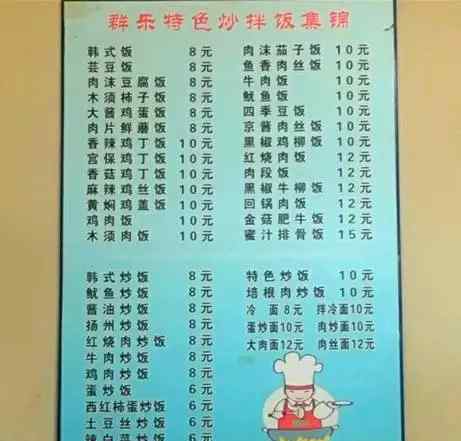 群乐特色炒拌饭集锦
韩式饭 8元
芸豆饭 8元
肉沫豆腐饭 8元
木须柿子饭 8元
大酱鸡蛋饭 8元
肉片鲜蘑饭 8元
香辣鸡丁饭 10元
宫保鸡丁饭 10元
香菇鸡丁饭 10元
麻辣鸡丝饭 10元
黄焖鸡盖饭 10元
鸡肉饭 10元
木须肉饭 10元
肉沫茄子饭 10元
鱼香肉丝饭 10元
牛肉饭 10元
鱿鱼饭 10元
四季豆饭 10元
京酱肉丝饭 10元
黑椒鸡柳饭 10元
红烧肉饭 12元
肉段饭 12元
黑椒牛柳饭 12元
回锅肉饭 12元
金菇肥牛饭 12元
蜜汁排骨饭 15元
韩式炒饭 8元
鱿鱼炒饭 8元
酱油炒饭 8元
扬州炒饭 8元
红烧肉炒饭 8元
牛肉炒饭 8元
鸡肉炒饭 8元
蛋炒饭 6元
西红柿蛋炒饭 6元
土豆丝炒饭 6元
辣白菜炒饭 6元
特色炒饭 10元
培根肉炒饭 10元
冷面8元 拌冷面10元
蛋炒面10元 肉炒面10元
大肉面12元 肉丝面12元